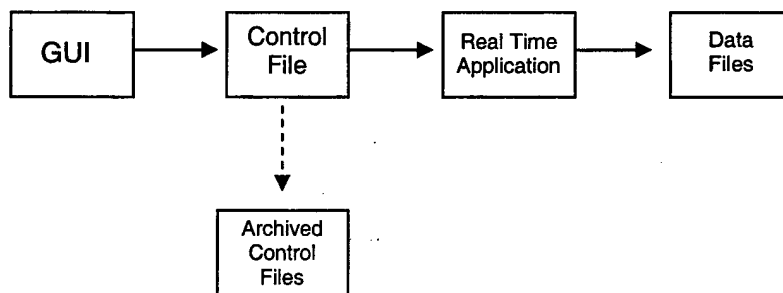 GUI
Control
File
Real Time
Application
Data
Files
Archived
Control
Files